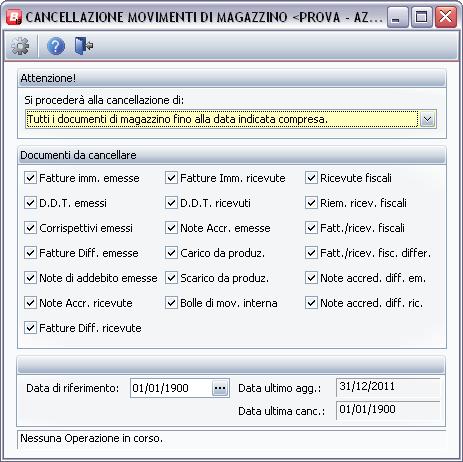 CANCELLAZIONE MOVIMENTI DI MAGAZZINO <PROVA - AZ...
Attenzione!
Si procederà alla cancellazione di:
Tutti i documenti di magazzino fino alla data indicata compresa.
Documenti da cancellare
Fatture imm. emesse Fatture Imm. ricevute Ricevute fiscali
D.D.T. emessi D.D.T. ricevuti Riem. ricev. fiscali
Corrispettivi emessi Note Accr. emesse Fatt./ricev. fiscali
Fatture Diff. emesse Carico da produz. Fatt./ricev. fisc. differ.
Note di addebito emesse Scarico da produz. Note accred. diff. em.
Note Accr. ricevute Bolle di mov. interna Note accred. diff. ric.
Fatture Diff. ricevute
Data di riferimento: 01/01/1900 ... Data ultimo agg.: 31/12/2011
Data ultima canc.: 01/01/1900
Nessuna Operazione in corso.